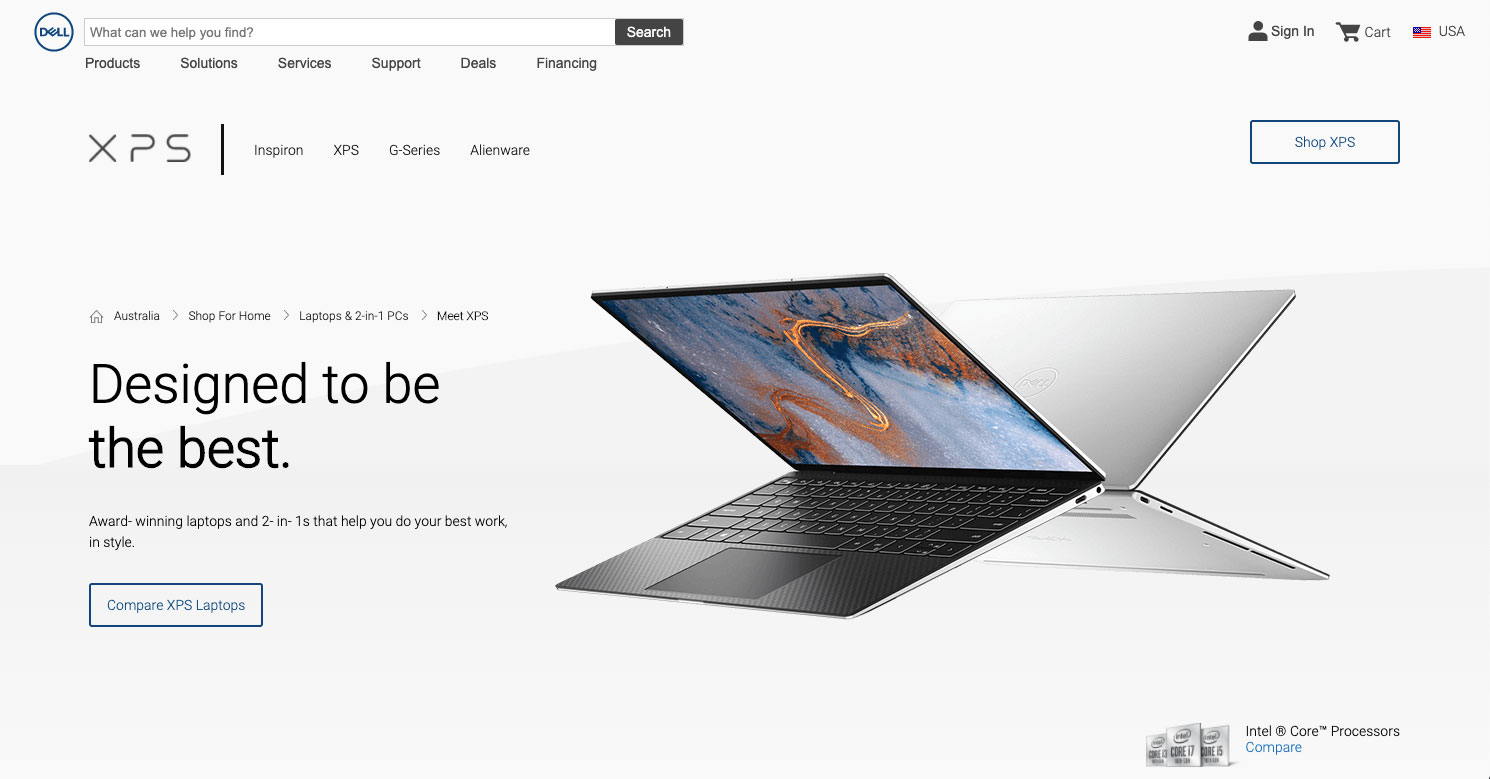 DELL
What can we help you find?
Search
Sign In
Cart
USA
Products
Solutions
Services
Support
Deals
Financing
XPS
Inspiron
XPS
G-Series
Alienware
Shop XPS
Australia
Shop For Home
Laptops & 2-in-1 PCs
Meet XPS
Designed to be
the best.
Award- winning laptops and 2- in- 1s that help you do your best work,
in style.
Compare XPS Laptops
DELL
intel
CORE i3
intel
CORE i7
intel
CORE i5
Intel ® Core™ Processors
Compare